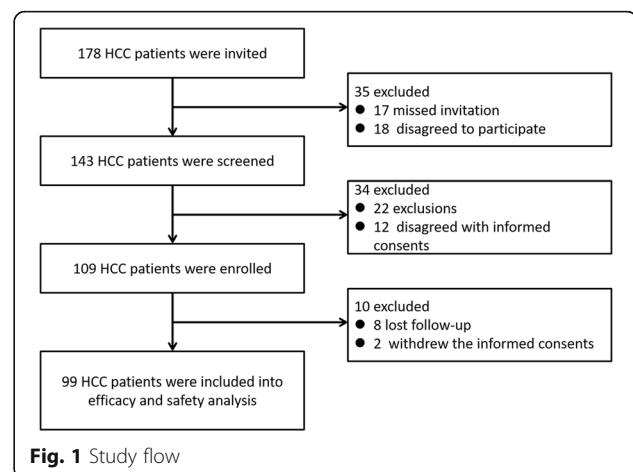 178 HCC patients were invited
35 excluded
● 17 missed invitation
● 18 disagreed to participate
143 HCC patients were screened
34 excluded
● 22 exclusions
● 12 disagreed with informed
consents
109 HCC patients were enrolled
10 excluded
● 8 lost follow-up
● 2 withdrew the informed consents
99 HCC patients were included into
efficacy and safety analysis
Fig. 1 Study flow